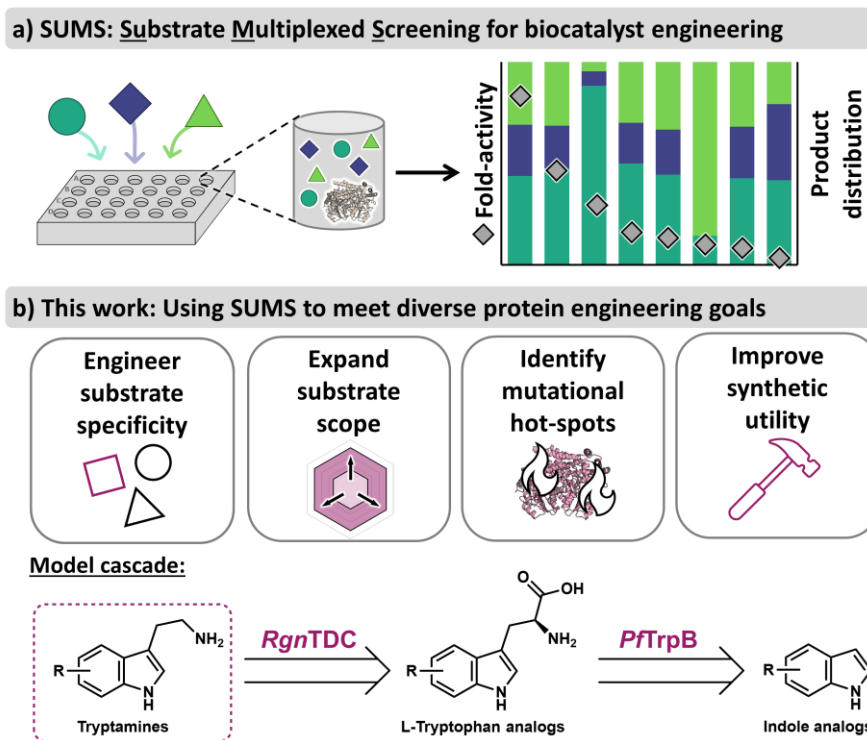 a) SUMS: Substrate Multiplexed Screening for biocatalyst engineering
A
B
C
D
Fold-activity
Product
distribution
b) This work: Using SUMS to meet diverse protein engineering goals
Engineer
substrate
specificity
Expand
substrate
scope
Identify
mutational
hot-spots
Improve
synthetic
utility
Model cascade:
R
N
H
NH2
Tryptamines
RgnTDC
R
N
H
O
OH
NH2
L-Tryptophan analogs
PfTrpB
R
N
H
Indole analogs